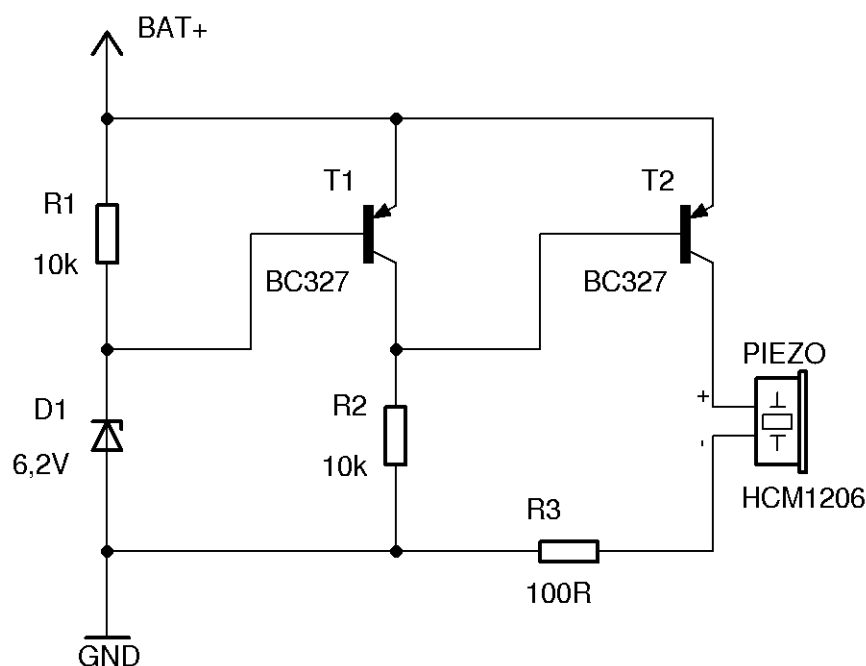 BAT+
T1
T2
R1
10k
BC327
BC327
PIEZO
+
-
D1
6,2V
R2
10k
HCM1206
R3
100R
GND